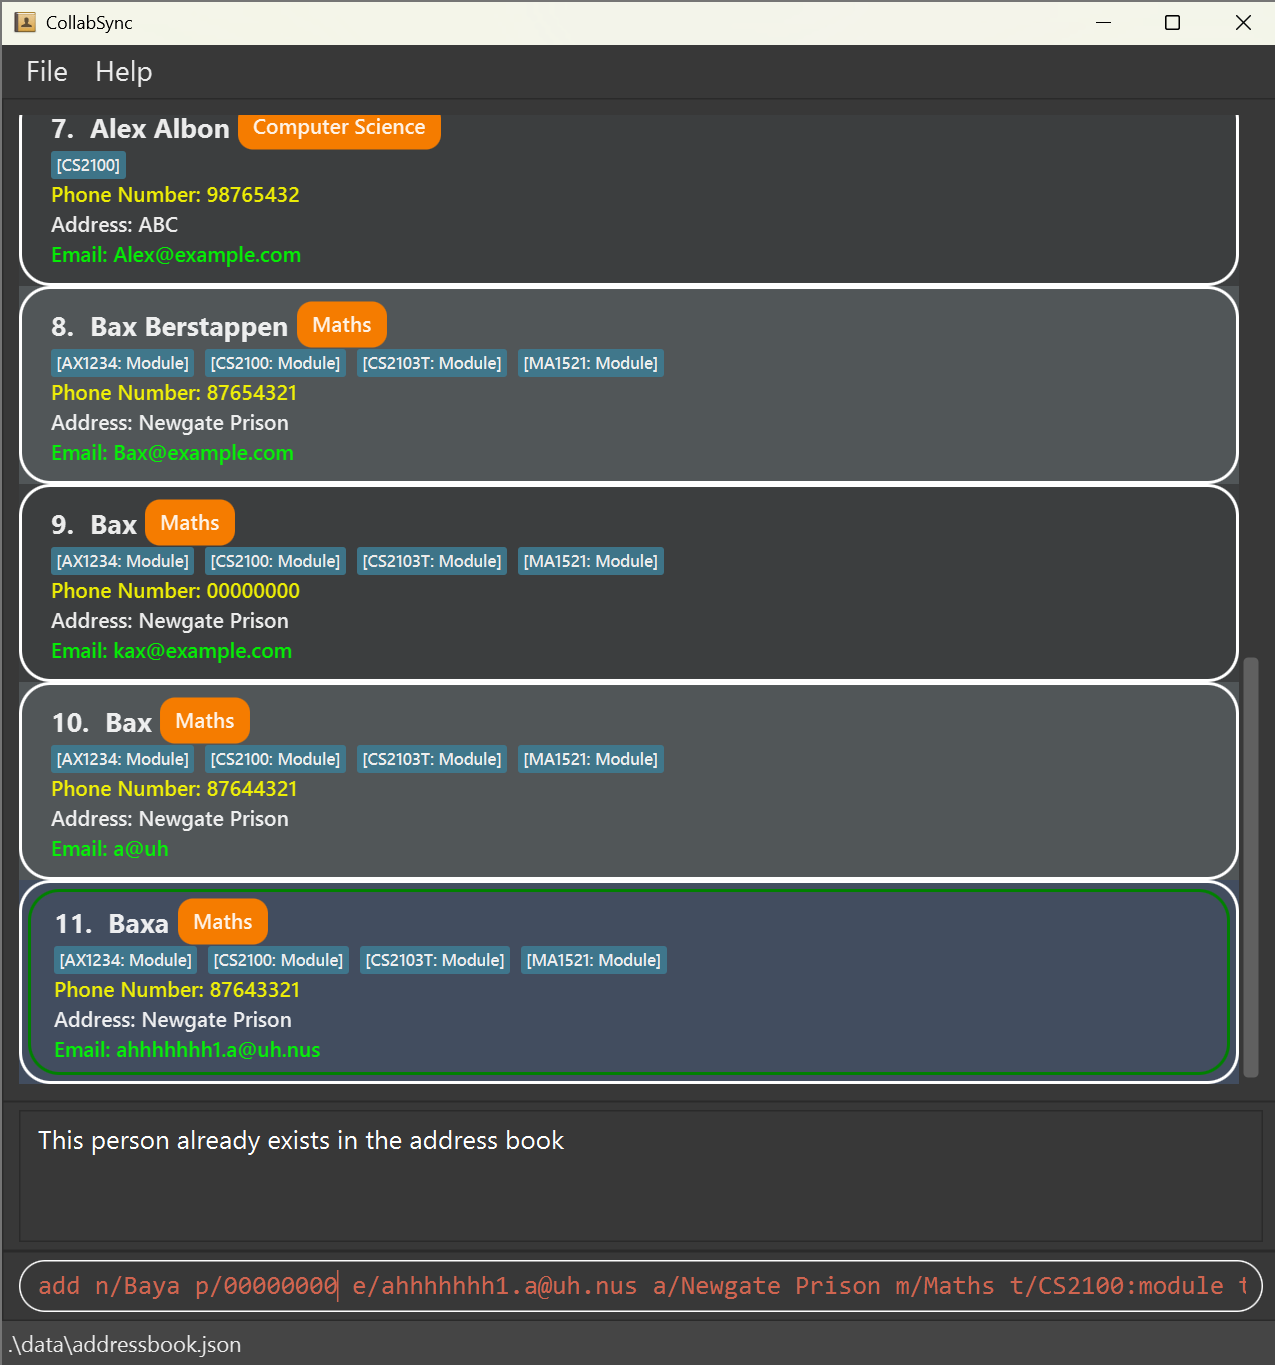 CollabSync
File Help
7. Alex Albon Computer Science
[CS2100]
Phone Number: 98765432
Address: ABC
Email: Alex@example.com
8. Bax Berstappen Maths
[AX1234: Module] [CS2100: Module] [CS2103T: Module] [MA1521: Module]
Phone Number: 87654321
Address: Newgate Prison
Email: Bax@example.com
9. Bax Maths
[AX1234: Module] [CS2100: Module] [CS2103T: Module] [MA1521: Module]
Phone Number: 00000000
Address: Newgate Prison
Email: kax@example.com
10. Bax Maths
[AX1234: Module] [CS2100: Module] [CS2103T: Module] [MA1521: Module]
Phone Number: 87644321
Address: Newgate Prison
Email: a@uh
11. Baxa Maths
[AX1234: Module] [CS2100: Module] [CS2103T: Module] [MA1521: Module]
Phone Number: 87643321
Address: Newgate Prison
Email: ahhhhhhh1.a@uh.nus
This person already exists in the address book
add n/Baya p/00000000 e/ahhhhhhh1.a@uh.nus a/Newgate Prison m/Maths t/CS2100:module t
.\data\addressbook.json